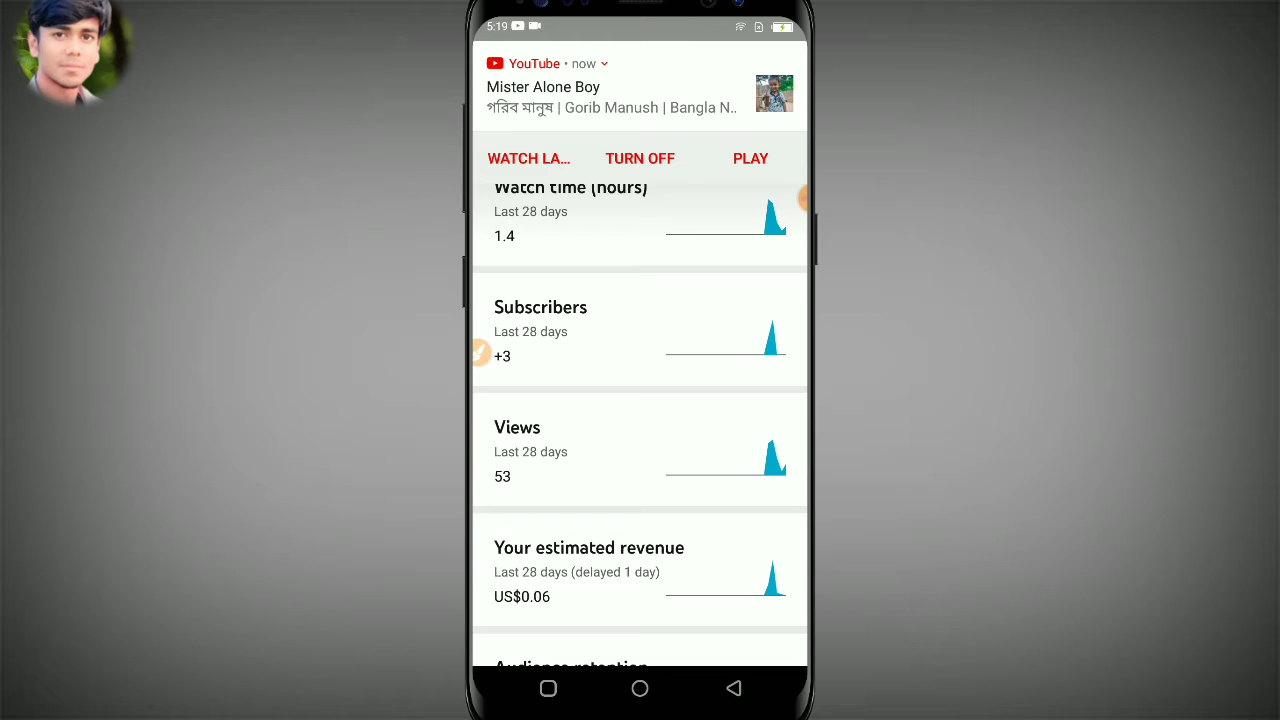 5:19
YouTube • now
Mister Alone Boy
গরিব মানুষ | Gorib Manush | Bangla N..
WATCH LA... TURN OFF PLAY
Watch time (hours)
Last 28 days
1.4
Subscribers
Last 28 days
+3
Views
Last 28 days
53
Your estimated revenue
Last 28 days (delayed 1 day)
US$0.06
Audience retention